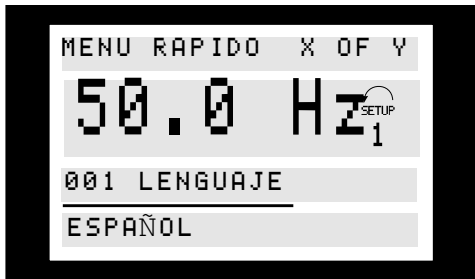 MENU RAPIDO X OF Y
50.0 Hz SETUP
1
001 LENGUAJE
ESPAÑOL